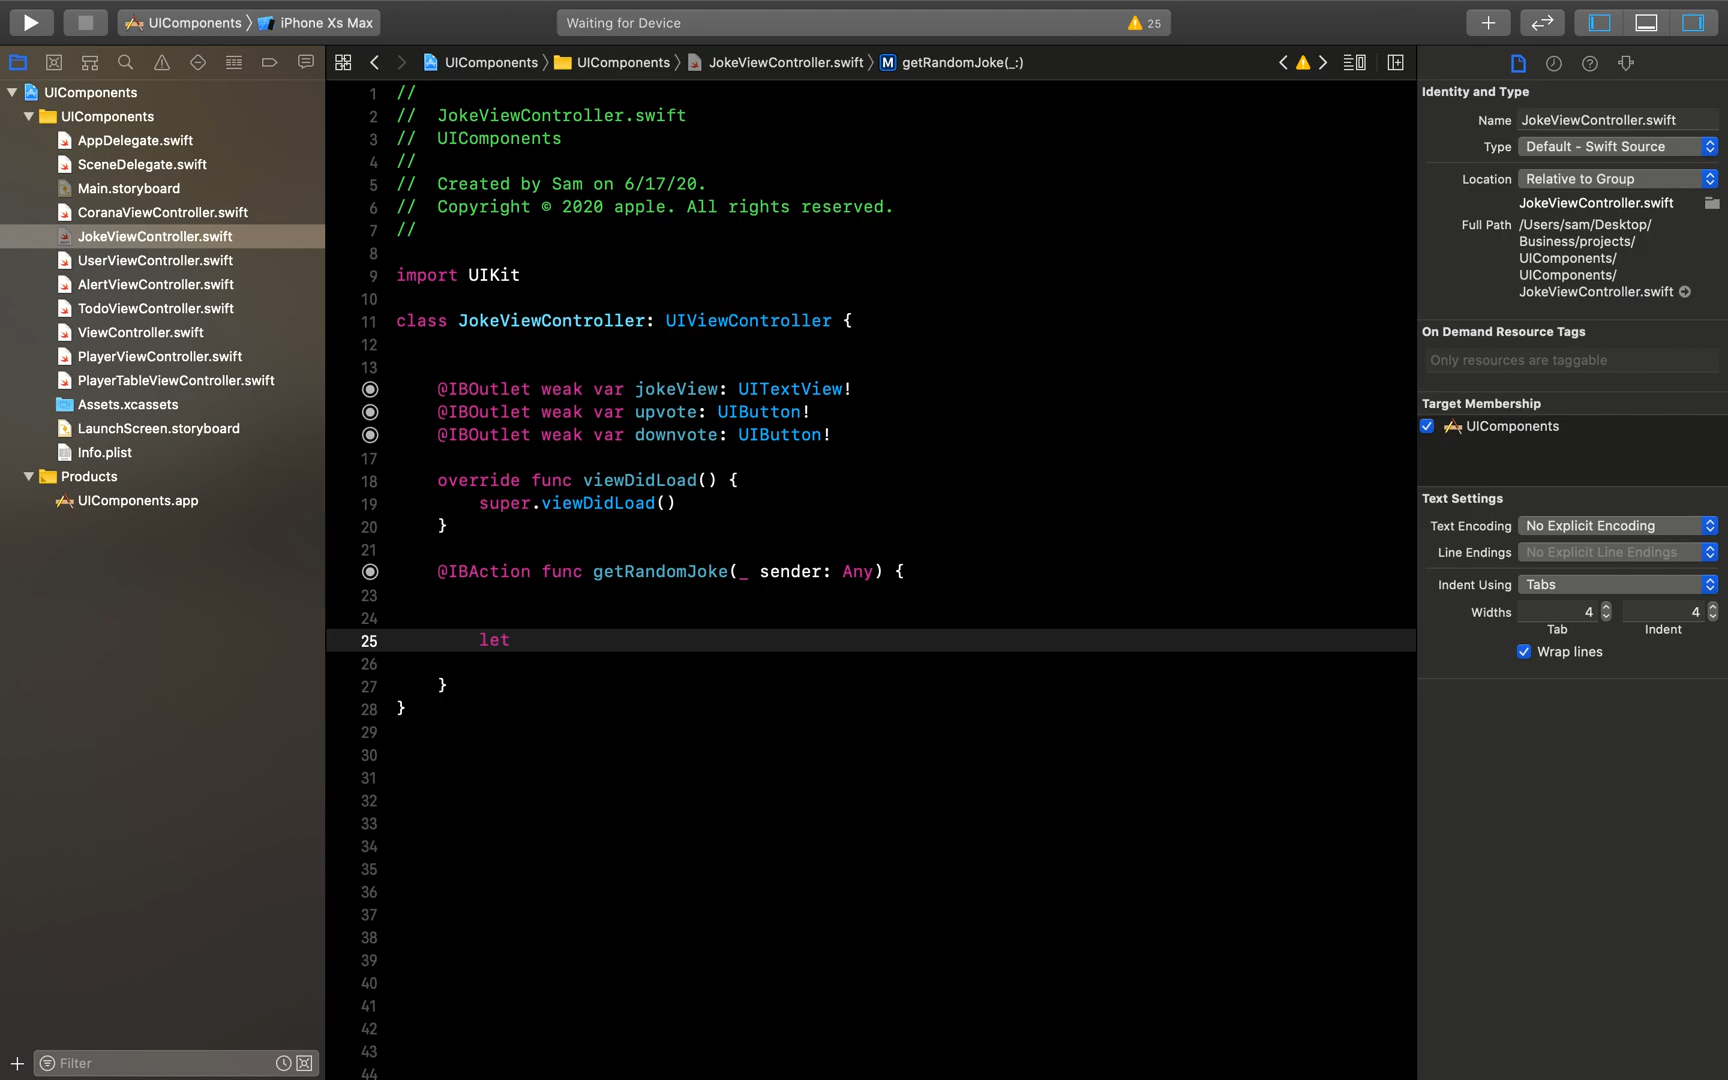 UIComponents iPhone Xs Max
Waiting for Device
25
UIComponents UIComponents JokeViewController.swift M getRandomJoke(_:)
UIComponents
UIComponents
AppDelegate.swift
SceneDelegate.swift
Main.storyboard
CoranaViewController.swift
JokeViewController.swift
UserViewController.swift
AlertViewController.swift
TodoViewController.swift
ViewController.swift
PlayerViewController.swift
PlayerTableViewController.swift
Assets.xcassets
LaunchScreen.storyboard
Info.plist
Products
UIComponents.app
Filter
1 //
2 // JokeViewController.swift
3 // UIComponents
4 //
5 // Created by Sam on 6/17/20.
6 // Copyright © 2020 apple. All rights reserved.
7 //
8
9 import UIKit
10
11 class JokeViewController: UIViewController {
12
13
@IBOutlet weak var jokeView: UITextView!
@IBOutlet weak var upvote: UIButton!
@IBOutlet weak var downvote: UIButton!
17
18 override func viewDidLoad() {
19 super.viewDidLoad()
20 }
21
@IBAction func getRandomJoke(_ sender: Any) {
23
24
25 let
26
27 }
28 }
29
30
31
32
33
34
35
36
37
38
39
40
41
42
43
44
Identity and Type
Name JokeViewController.swift
Type Default - Swift Source
Location Relative to Group
JokeViewController.swift
Full Path /Users/sam/Desktop/
Business/projects/
UIComponents/
UIComponents/
JokeViewController.swift
On Demand Resource Tags
Only resources are taggable
Target Membership
UIComponents
Text Settings
Text Encoding No Explicit Encoding
Line Endings No Explicit Line Endings
Indent Using Tabs
Widths 4 4
Tab Indent
Wrap lines